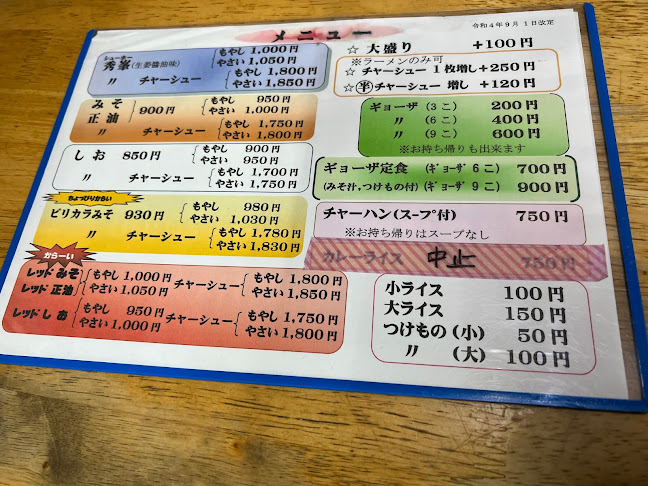 メニュー
令和4年9月1日改定
シューヒー
秀峯(生姜醤油味) もやし 1,000円
やさい 1,050円
〃 チャーシュー もやし 1,800円
やさい 1,850円
みそ
正油
900円
もやし 950円
やさい 1,000円
〃 チャーシュー もやし 1,750円
やさい 1,800円
しお 850円 もやし 900円
やさい 950円
〃 チャーシュー もやし 1,700円
やさい 1,750円
ちょっぴりからい
ピリカラみそ 930円 もやし 980円
やさい 1,030円
〃 チャーシュー もやし 1,780円
やさい 1,830円
からーい
レッド みそ もやし 1,000円 チャーシュー もやし 1,800円
レッド 正油 やさい 1,050円 やさい 1,850円
レッド しお もやし 950円 チャーシュー もやし 1,750円
やさい 1,000円 やさい 1,800円
☆ 大盛り +100円
※ラーメンのみ可
☆ チャーシュー 1枚増し +250円
☆ 半チャーシュー 増し +120円
ギョーザ (3こ) 200円
〃 (6こ) 400円
〃 (9こ) 600円
※お持ち帰りも出来ます
ギョーザ定食 (ギョーザ 6こ) 700円
(みそ汁,つけもの付) (ギョーザ 9こ) 900円
チャーハン(スープ付) 750円
※お持ち帰りはスープなし
カレーライス 中止 750円
小ライス 100円
大ライス 150円
つけもの (小) 50円
〃 (大) 100円